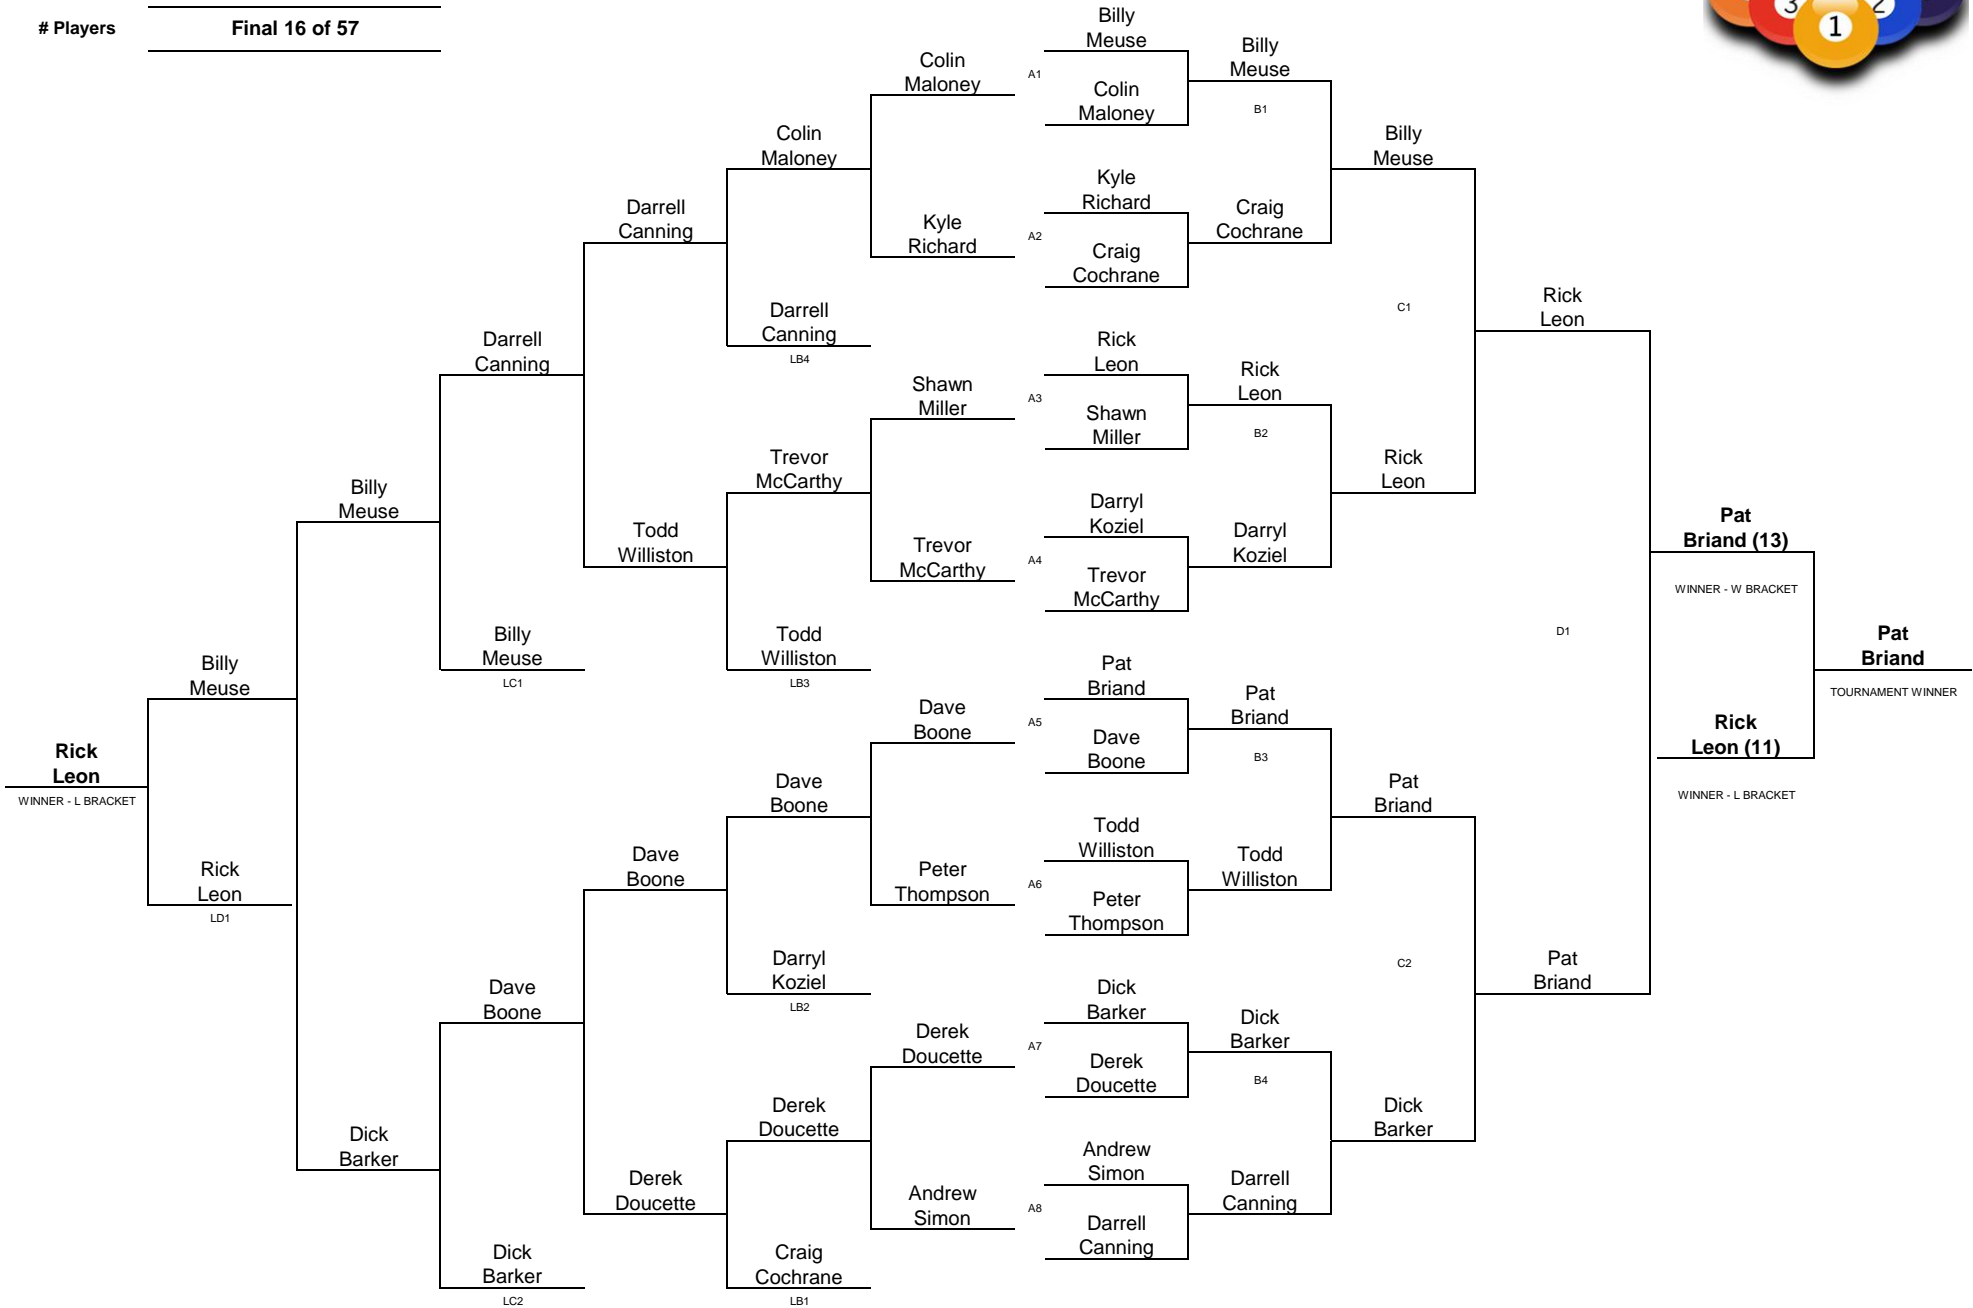 # Players
Final 16 of 57
3
2
1
Billy
Meuse
Colin
Maloney
A1
Colin
Maloney
Billy
Meuse
B1
Colin
Maloney
Billy
Meuse
Kyle
Richard
Darrell
Canning
Kyle
Richard
A2
Craig
Cochrane
Craig
Cochrane
Darrell
Canning
LB4
C1
Rick
Leon
Darrell
Canning
Rick
Leon
Shawn
Miller
A3
Shawn
Miller
Rick
Leon
B2
Trevor
McCarthy
Rick
Leon
Billy
Meuse
Darryl
Koziel
Todd
Williston
Trevor
McCarthy
A4
Trevor
McCarthy
Darryl
Koziel
Pat
Briand (13)
WINNER - W BRACKET
D1
Billy
Meuse
LC1
Todd
Williston
LB3
Billy
Meuse
Pat
Briand
Pat
Briand
TOURNAMENT WINNER
Dave
Boone
A5
Dave
Boone
Pat
Briand
B3
Rick
Leon (11)
WINNER - L BRACKET
Rick
Leon
WINNER - L BRACKET
Dave
Boone
Pat
Briand
Todd
Williston
Rick
Leon
LD1
Dave
Boone
Peter
Thompson
A6
Peter
Thompson
Todd
Williston
Darryl
Koziel
LB2
C2
Pat
Briand
Dave
Boone
Dick
Barker
Derek
Doucette
A7
Derek
Doucette
Dick
Barker
B4
Derek
Doucette
Dick
Barker
Dick
Barker
Andrew
Simon
Derek
Doucette
Andrew
Simon
A8
Darrell
Canning
Darrell
Canning
Dick
Barker
LC2
Craig
Cochrane
LB1